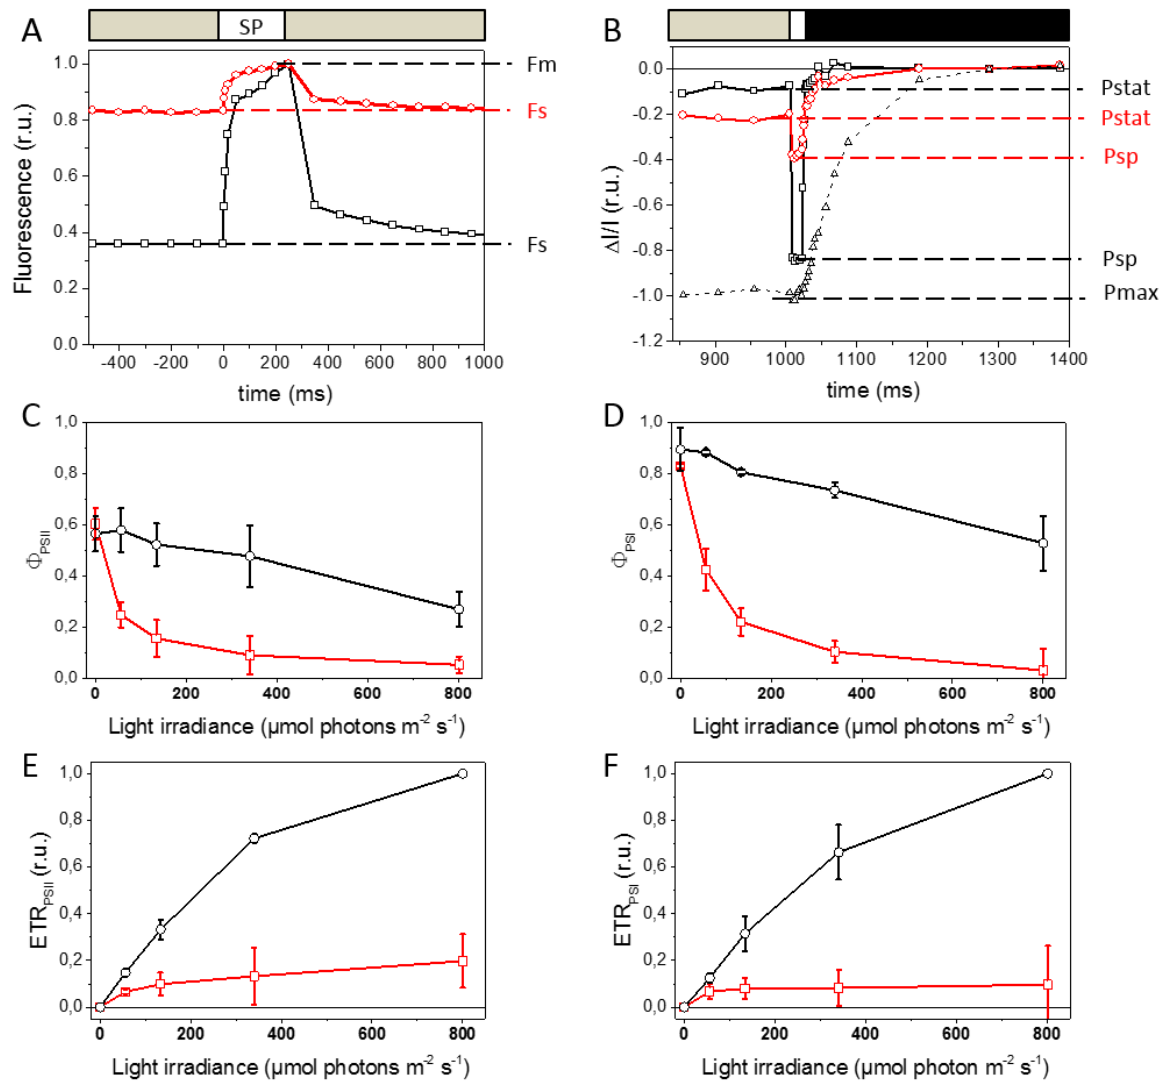 A
SP
1.0
0.8
0.6
0.4
0.2
0.0
Fluorescence (r.u.)
-400 -200 0 200 400 600 800 1000
time (ms)
Fm
Fs
Fs
B
0.0
-0.2
-0.4
-0.6
-0.8
-1.0
-1.2
ΔI/I (r.u.)
900 1000 1100 1200 1300 1400
time (ms)
Pstat
Pstat
Psp
Psp
Pmax
C
1,0
0,8
0,6
0,4
0,2
0,0
ΦPSII
0 200 400 600 800
Light irradiance (µmol photons m-2 s-1)
D
1,0
0,8
0,6
0,4
0,2
0,0
ΦPSI
0 200 400 600 800
Light irradiance (µmol photons m-2 s-1)
E
1,0
0,8
0,6
0,4
0,2
0,0
ETRPSII (r.u.)
0 200 400 600 800
Light irradiance (µmol photons m-2 s-1)
F
1,0
0,8
0,6
0,4
0,2
0,0
ETRPSI (r.u.)
0 200 400 600 800
Light irradiance (µmol photon m-2 s-1)